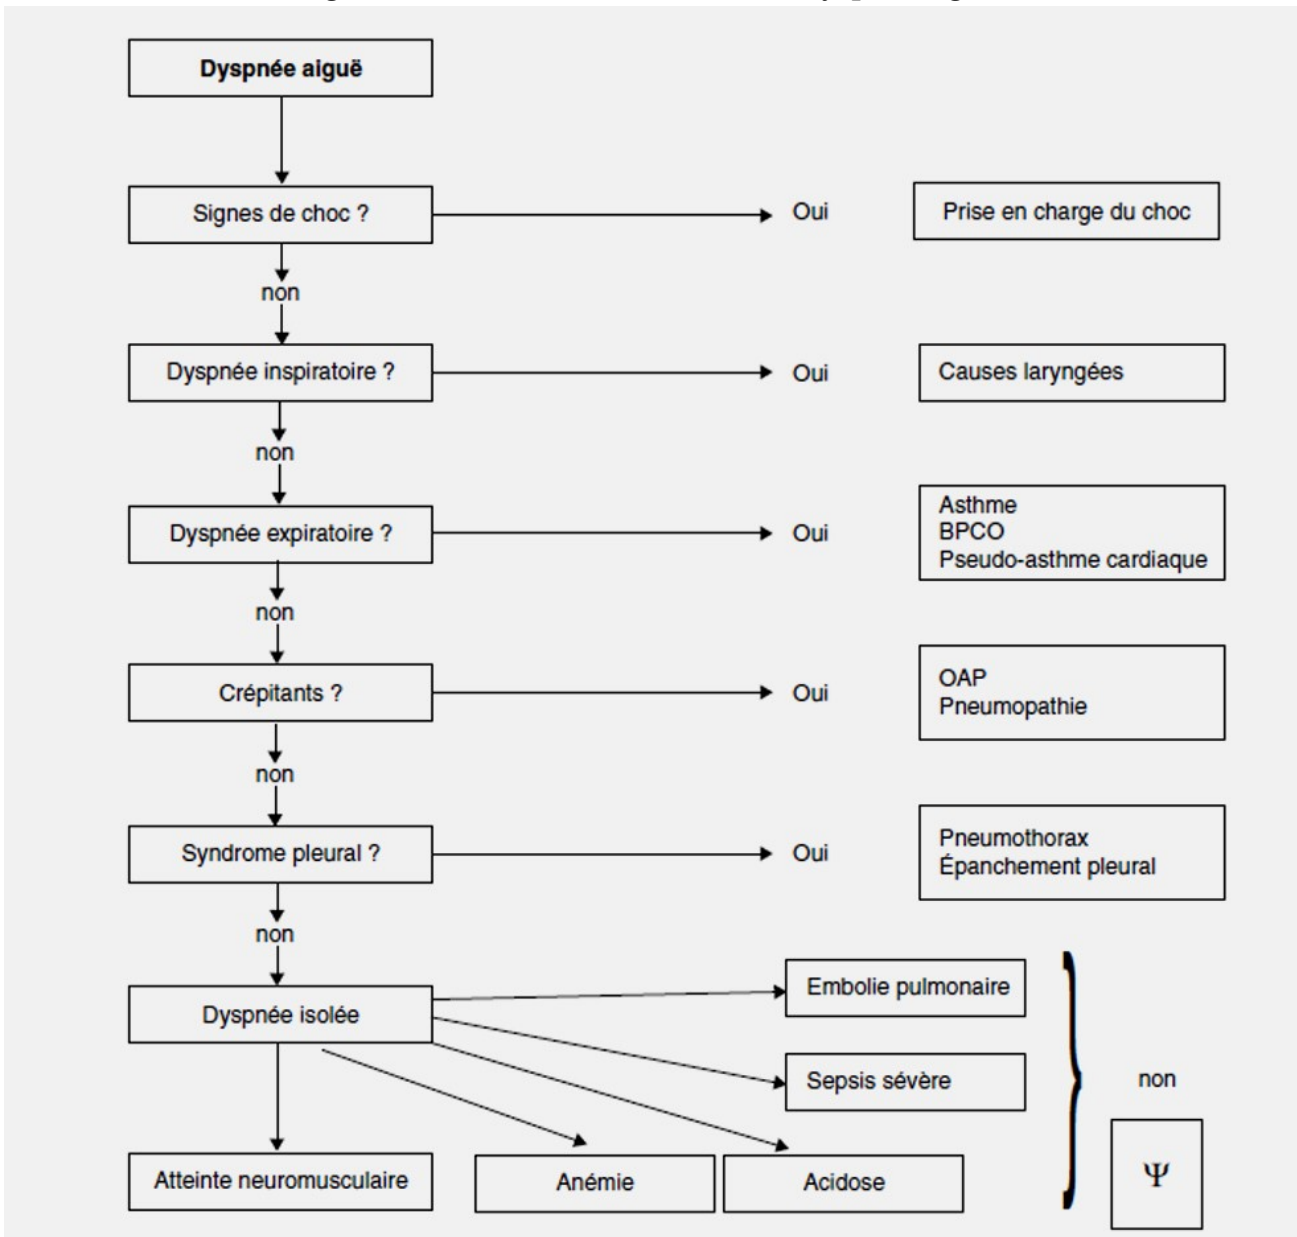 Dyspnée aiguë
Signes de choc ?
Oui
Prise en charge du choc
non
Dyspnée inspiratoire ?
Oui
Causes laryngées
non
Dyspnée expiratoire ?
Oui
Asthme
BPCO
Pseudo-asthme cardiaque
non
Crépitants ?
Oui
OAP
Pneumopathie
non
Syndrome pleural ?
Oui
Pneumothorax
Épanchement pleural
non
Dyspnée isolée
Embolie pulmonaire
Sepsis sévère
non
Atteinte neuromusculaire
Anémie
Acidose
Ψ